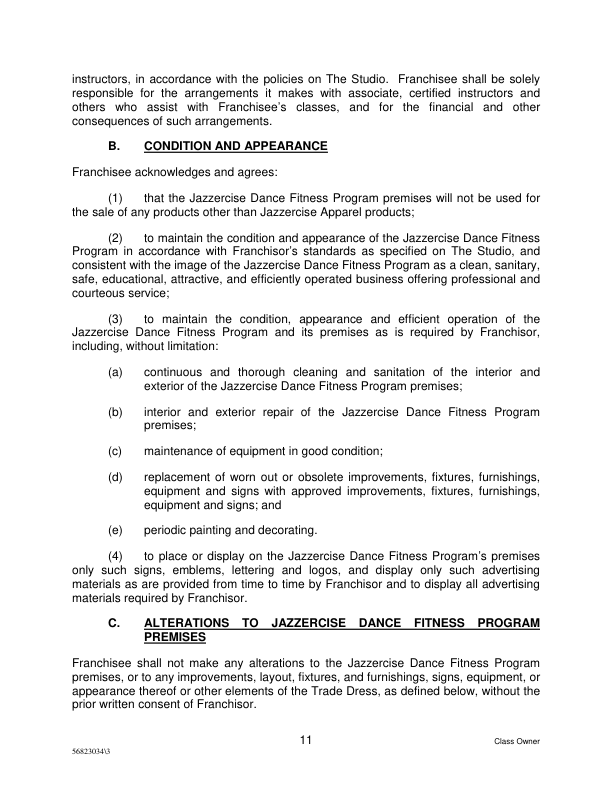 instructors, in accordance with the policies on The Studio.  Franchisee shall be solely
responsible for the arrangements it makes with associate, certified instructors and
others who assist with Franchisee's classes, and for the financial and other
consequences of such arrangements.
B. CONDITION AND APPEARANCE
Franchisee acknowledges and agrees:
(1) that the Jazzercise Dance Fitness Program premises will not be used for
the sale of any products other than Jazzercise Apparel products;
(2) to maintain the condition and appearance of the Jazzercise Dance Fitness
Program in accordance with Franchisor's standards as specified on The Studio, and
consistent with the image of the Jazzercise Dance Fitness Program as a clean, sanitary,
safe, educational, attractive, and efficiently operated business offering professional and
courteous service;
(3) to maintain the condition, appearance and efficient operation of the
Jazzercise Dance Fitness Program and its premises as is required by Franchisor,
including, without limitation:
(a) continuous and thorough cleaning and sanitation of the interior and
exterior of the Jazzercise Dance Fitness Program premises;
(b) interior and exterior repair of the Jazzercise Dance Fitness Program
premises;
(c) maintenance of equipment in good condition;
(d) replacement of worn out or obsolete improvements, fixtures, furnishings,
equipment and signs with approved improvements, fixtures, furnishings,
equipment and signs; and
(e) periodic painting and decorating.
(4) to place or display on the Jazzercise Dance Fitness Program's premises
only such signs, emblems, lettering and logos, and display only such advertising
materials as are provided from time to time by Franchisor and to display all advertising
materials required by Franchisor.
C. ALTERATIONS TO JAZZERCISE DANCE FITNESS PROGRAM
PREMISES
Franchisee shall not make any alterations to the Jazzercise Dance Fitness Program
premises, or to any improvements, layout, fixtures, and furnishings, signs, equipment, or
appearance thereof or other elements of the Trade Dress, as defined below, without the
prior written consent of Franchisor.
11
Class Owner
56823034\3